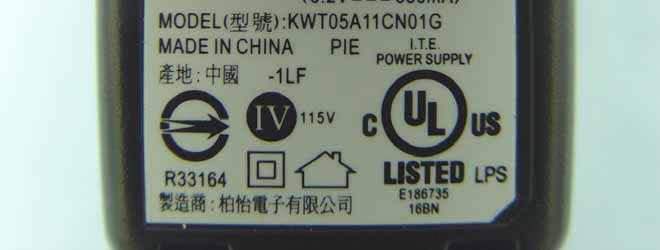 MODEL(型號):KWT05A11CN01G
MADE IN CHINA PIE I.T.E.
POWER SUPPLY
產地:中國 -1LF
IV 115V
C UL US
R33164
LISTED LPS
E186735
16BN
製造商:柏怡電子有限公司